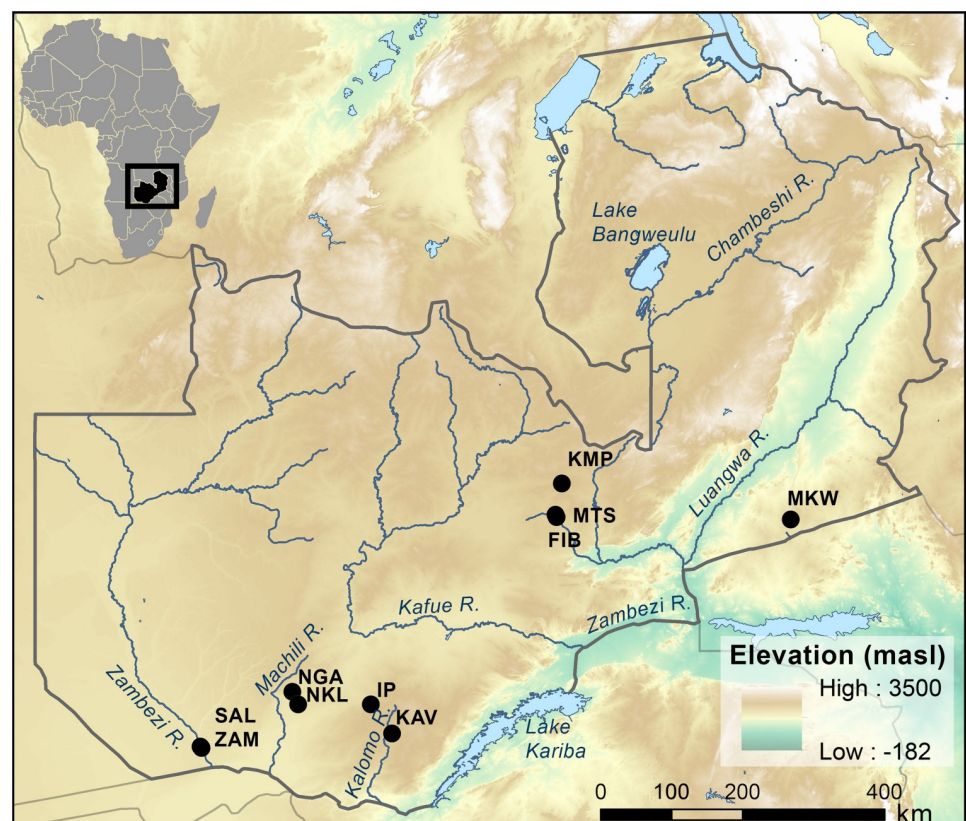 Lake
Bangweulu
Chambeshi R.
KMP
Luangwa R.
MKW
MTS
FIB
Kafue R.
Zambezi R.
Machili R.
NGA
NKL
IP
Zambezi R.
SAL
ZAM
KAV
Kalomo R.
Lake
Kariba
Elevation (masl)
High : 3500
Low : -182
0 100 200 400
km